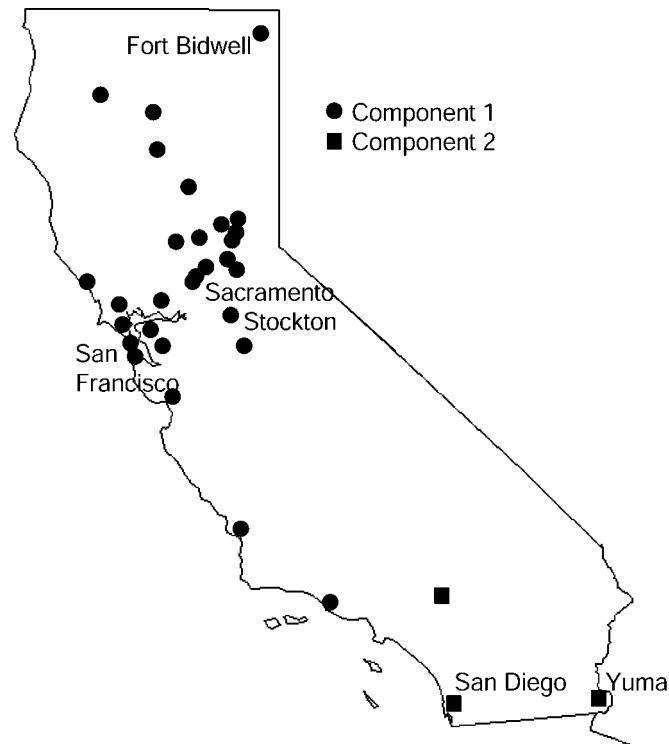 Fort Bidwell
Component 1
Component 2
Sacramento
Stockton
San
Francisco
San Diego
Yuma